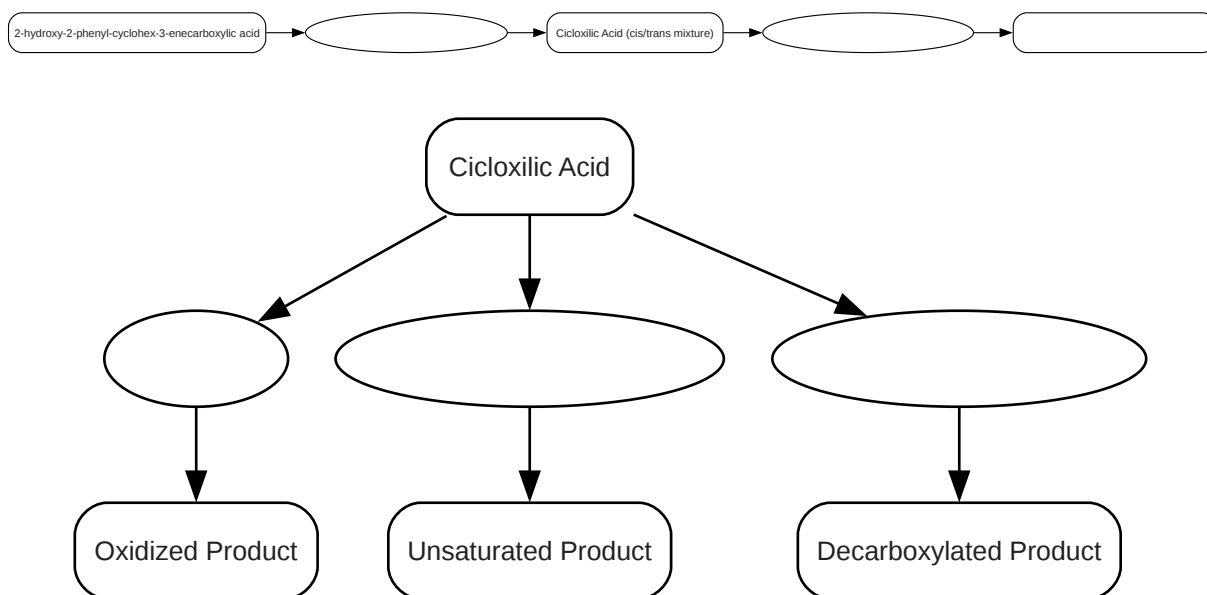 2-hydroxy-2-phenyl-cyclohex-3-enecarboxylic acid
Cicloxilic Acid (cis/trans mixture)
Cicloxilic Acid
Oxidized Product
Unsaturated Product
Decarboxylated Product